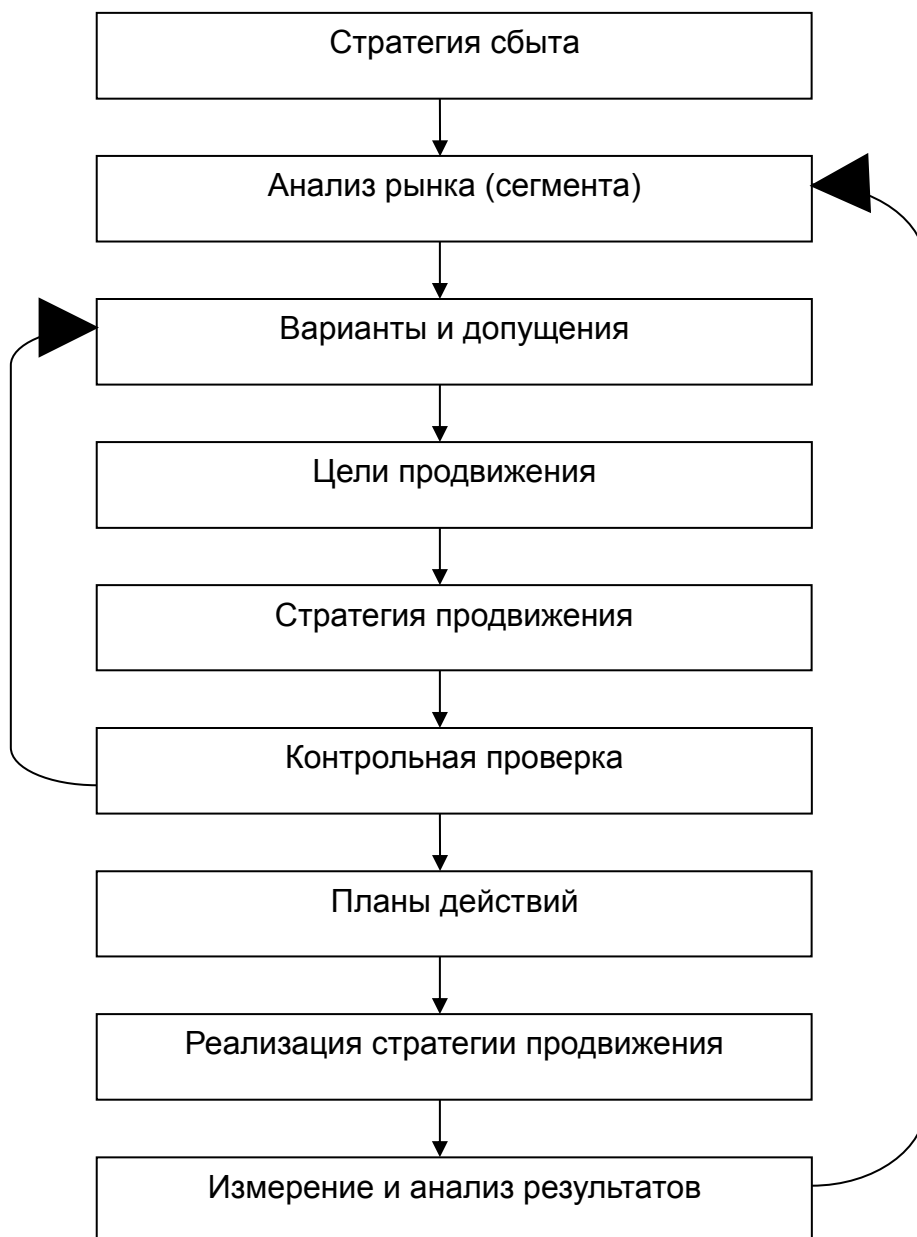 Стратегия сбыта
Анализ рынка (сегмента)
Варианты и допущения
Цели продвижения
Стратегия продвижения
Контрольная проверка
Планы действий
Реализация стратегии продвижения
Измерение и анализ результатов